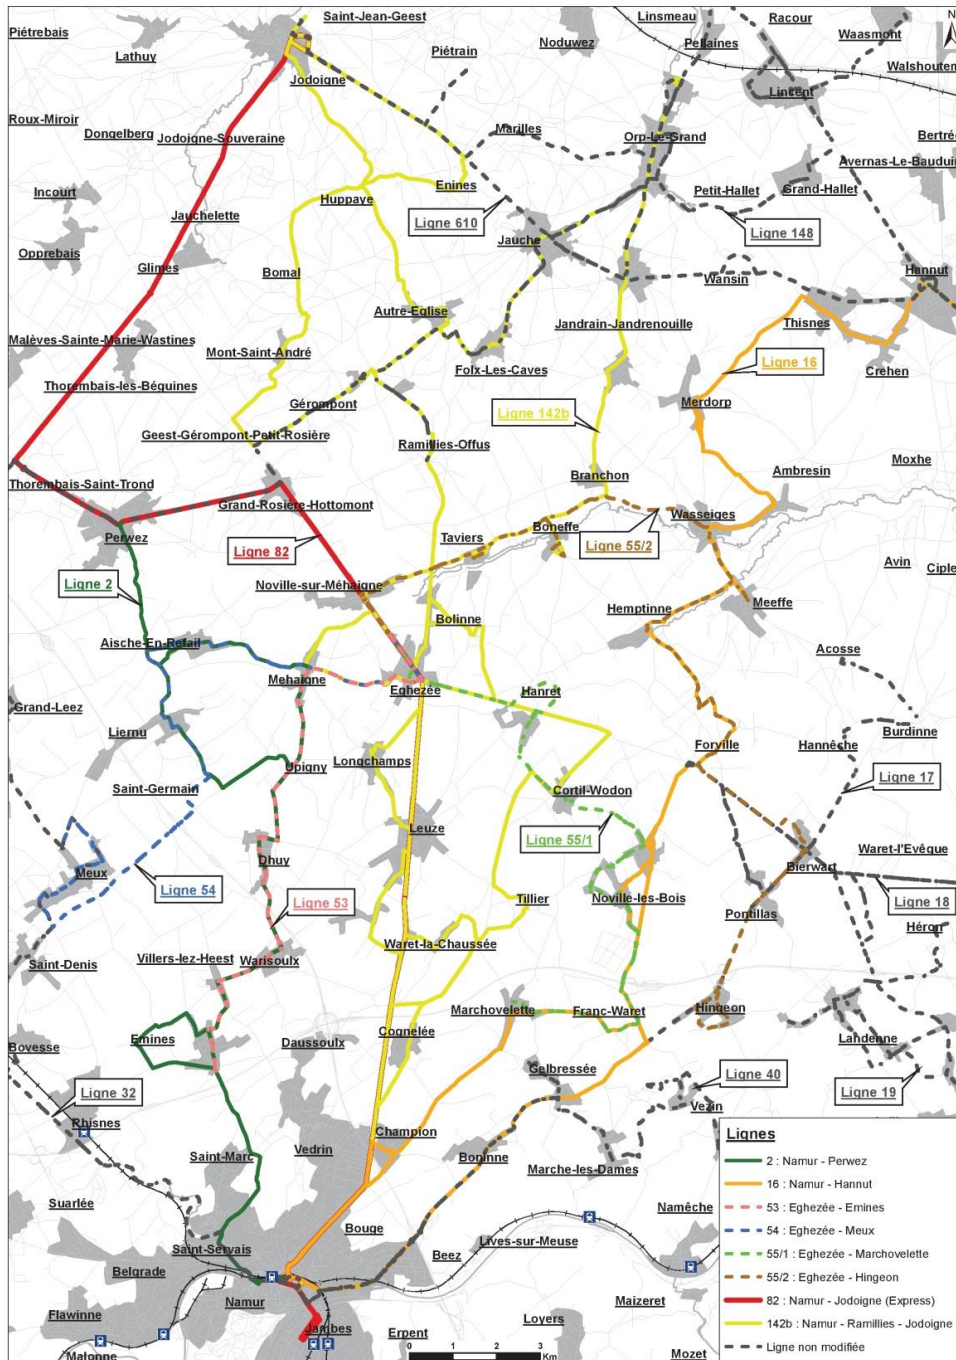 Saint-Jean-Geest
Linsmeau
Racour
Piétrebais
Waasmont
Lathuy
Piétrain
Noduwez
Pellaines
Jodoigne
Lincent
Roux-Miroir
Dongelberg
Jodoigne-Souveraine
Marilles
Orp-Le-Grand
Enines
Petit-Hallet
Grand-Hallet
Incourt
Huppaye
Jauchelette
Ligne 610
Jauche
Ligne 148
Opprebais
Glimes
Bomal
Wansin
Hannut
Autre-Eglise
Malèves-Sainte-Marie-Wastines
Mont-Saint-André
Jandrain-Jandrenouille
Thisnes
Folx-Les-Caves
Ligne 16
Crehen
Thorembais-les-Béguines
Gérompont
Merdorp
Ligne 142b
Geest-Gérompont-Petit-Rosière
Ramillies-Offus
Moxhe
Thorembais-Saint-Trond
Branchon
Ambresin
Grand-Rosière-Hottomont
Wasseiges
Perwez
Taviers
Boneffe
Ligne 82
Ligne 55/2
Avin
Ligne 2
Noville-sur-Méhaigne
Meeffe
Hemptinne
Bolinne
Aische-En-Refail
Acosse
Mehaigne
Eghezée
Hanret
Grand-Leez
Liernu
Burdinne
Forville
Hannêche
Longchamps
Upigny
Ligne 17
Saint-Germain
Cortil-Wodon
Leuze
Ligne 55/1
Dhuy
Meux
Waret-l'Evêque
Bierwart
Ligne 54
Ligne 53
Noville-les-Bois
Tillier
Ligne 18
Pontillas
Héron
Waret-la-Chaussée
Villers-lez-Heest
Warisoulx
Saint-Denis
Marchovelette
Franc-Waret
Hingeon
Cognelée
Emines
Daussoulx
Landenne
Bovesse
Gelbressée
Ligne 40
Ligne 32
Ligne 19
Vezin
Rhisnes
Champion
Vedrin
Saint-Marc
Boninne
Marche-les-Dames
Suarlée
Namêche
Bouge
Saint-Servais
Lives-sur-Meuse
Beez
Belgrade
Namur
Maizeret
Flawinne
Jambes
Erpent
Loyers
Malonne
Mozet
0 1 2 3
Km
Lignes
2 : Namur - Perwez
16 : Namur - Hannut
53 : Eghezée - Emines
54 : Eghezée - Meux
55/1 : Eghezée - Marchovelette
55/2 : Eghezée - Hingeon
82 : Namur - Jodoigne (Express)
142b : Namur - Ramillies - Jodoigne
Ligne non modifiée